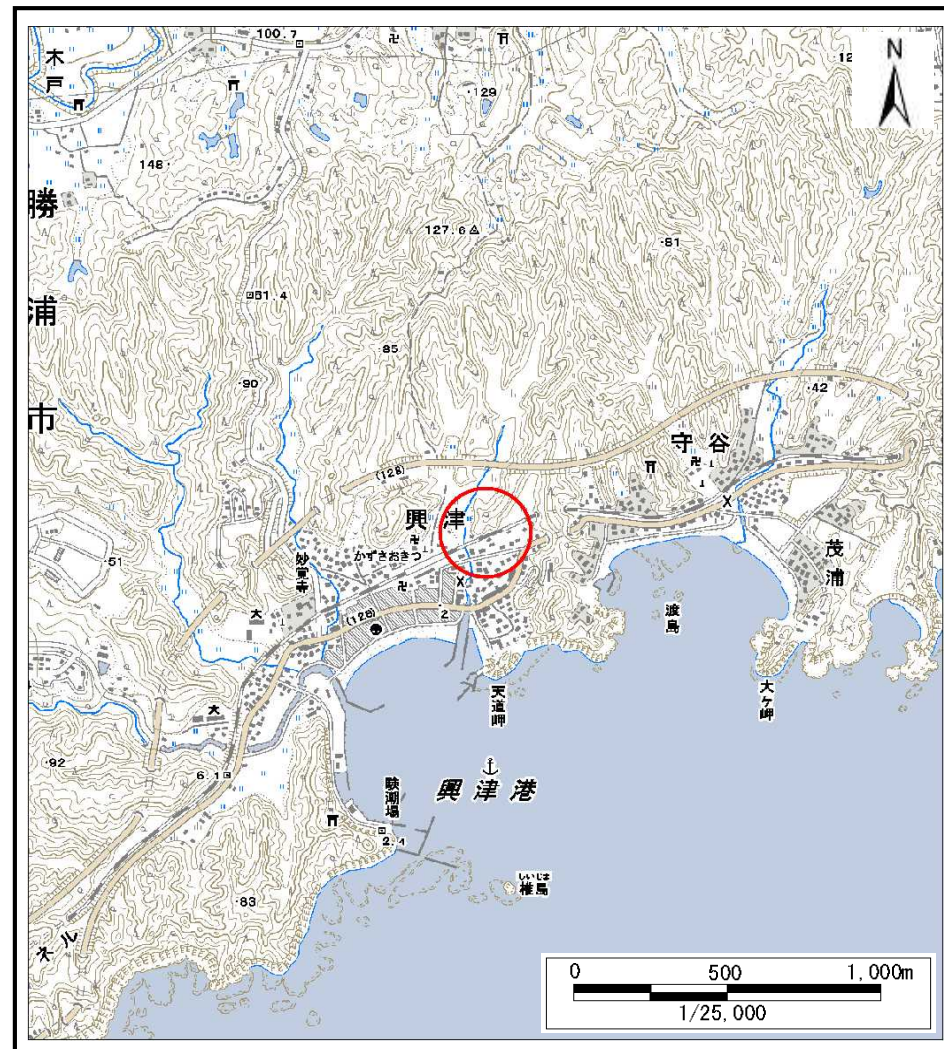 100.7
木戸
N
129
148
勝浦市
127.6
81
61.4
85
90
42
守谷
(128)
興津
51
かずさおきつ
妙覚寺
茂浦
(128)
2
渡島
天道岬
大ヶ岬
92
6.1
興津港
験潮場
2.4
しいじま
椎島
83
ネル
0 500 1,000m
1/25,000